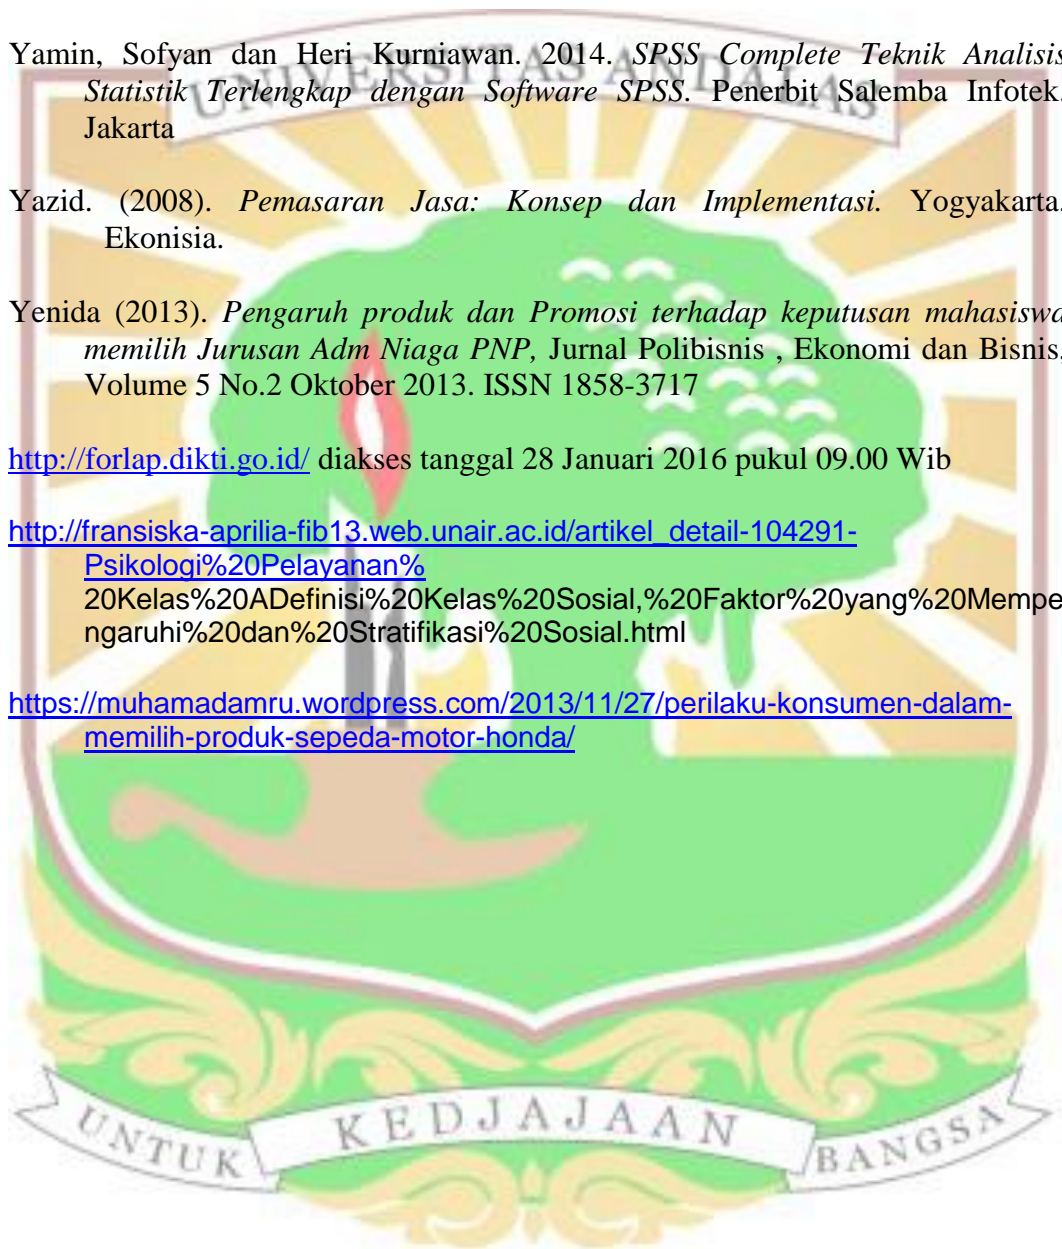 UNIVERSITAS ANDALAS
Yamin, Sofyan dan Heri Kurniawan. 2014. SPSS Complete Teknik Analisis
Statistik Terlengkap dengan Software SPSS. Penerbit Salemba Infotek.
Jakarta
Yazid. (2008). Pemasaran Jasa: Konsep dan Implementasi. Yogyakarta.
Ekonisia.
Yenida (2013). Pengaruh produk dan Promosi terhadap keputusan mahasiswa
memilih Jurusan Adm Niaga PNP, Jurnal Polibisnis , Ekonomi dan Bisnis,
Volume 5 No.2 Oktober 2013. ISSN 1858-3717
http://forlap.dikti.go.id/ diakses tanggal 28 Januari 2016 pukul 09.00 Wib
http://fransiska-aprilia-fib13.web.unair.ac.id/artikel_detail-104291-
Psikologi%20Pelayanan%
20Kelas%20ADefinisi%20Kelas%20Sosial,%20Faktor%20yang%20Mempe
ngaruhi%20dan%20Stratifikasi%20Sosial.html
https://muhamadamru.wordpress.com/2013/11/27/perilaku-konsumen-dalam-
memilih-produk-sepeda-motor-honda/
UNTUK KEDJAJAAN BANGSA